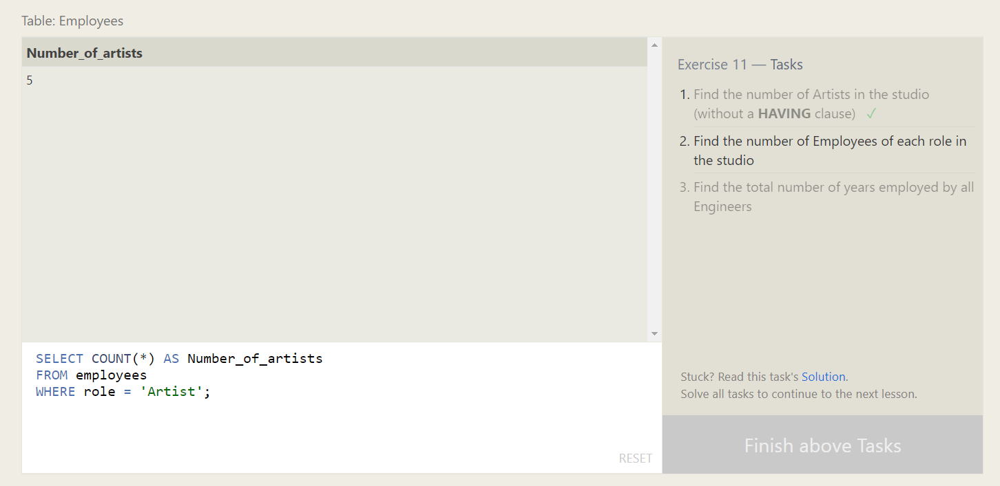 Table: Employees
Number_of_artists
5
SELECT COUNT(*) AS Number_of_artists
FROM employees
WHERE role = 'Artist';
RESET
Exercise 11 — Tasks
1. Find the number of Artists in the studio
(without a HAVING clause) ✓
2. Find the number of Employees of each role in
the studio
3. Find the total number of years employed by all
Engineers
Stuck? Read this task's Solution.
Solve all tasks to continue to the next lesson.
Finish above Tasks